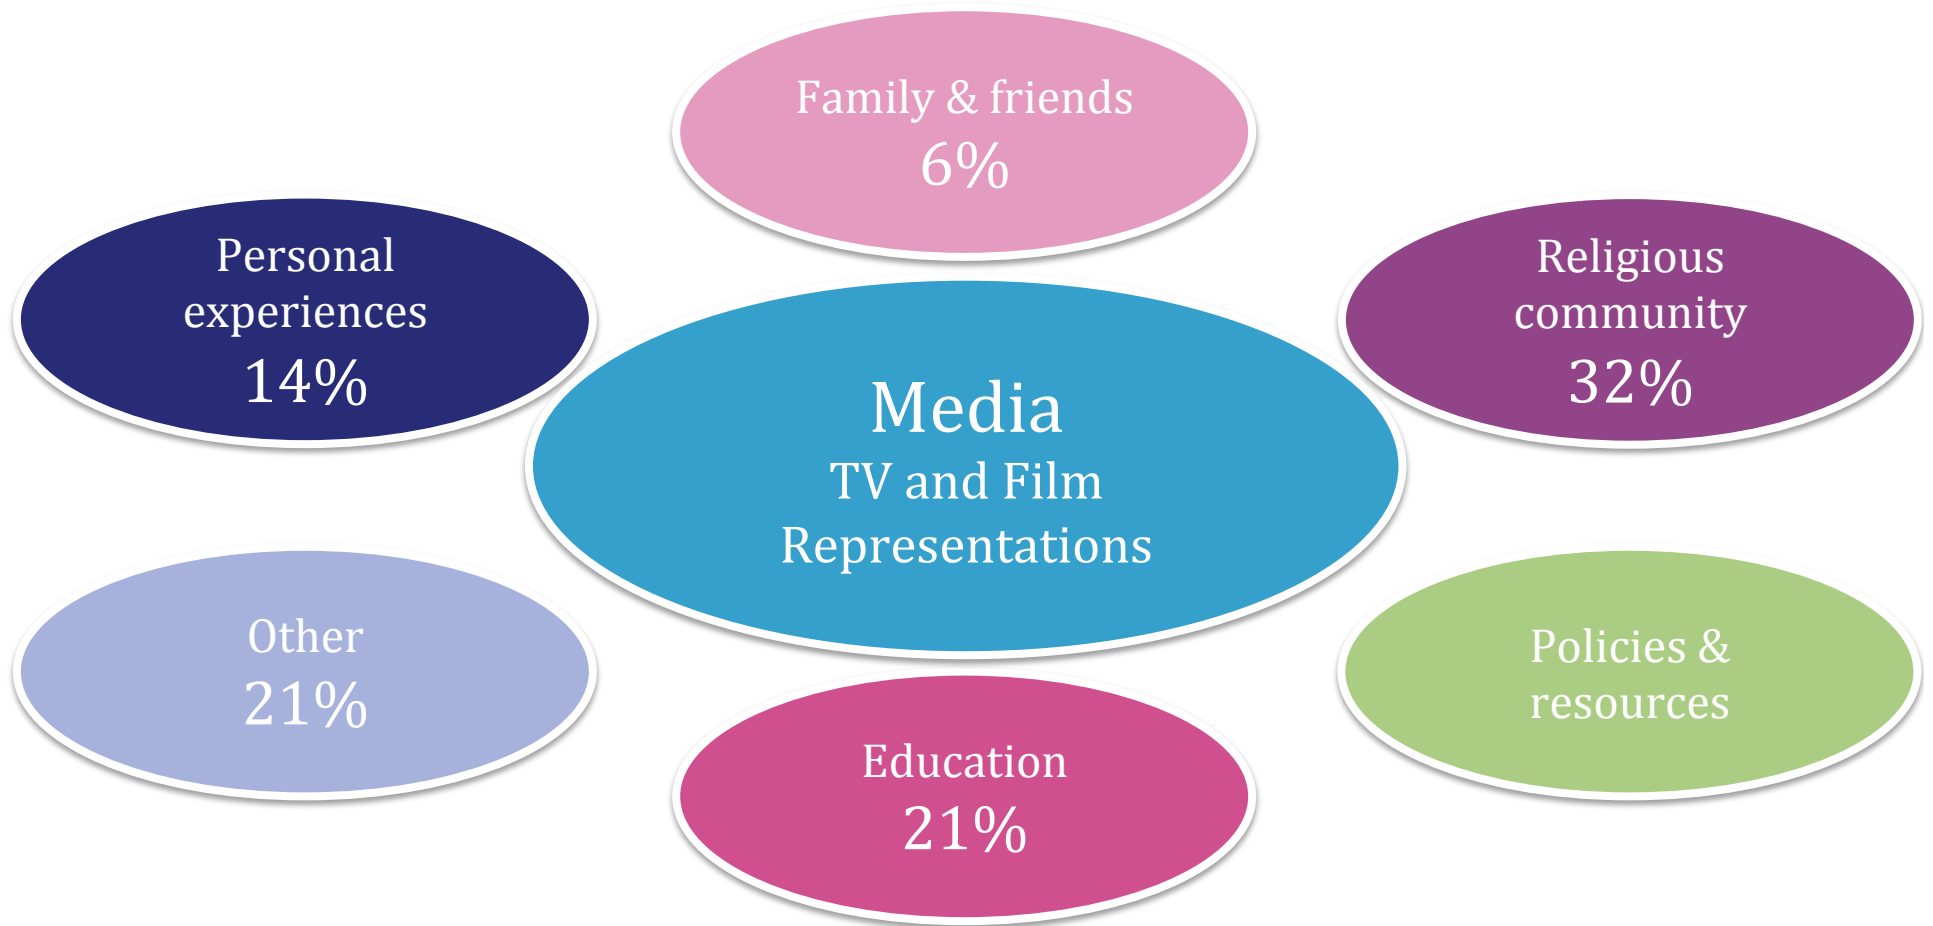 Family & friends
6%
Personal
experiences
14%
Religious
community
32%
Media
TV and Film
Representations
Other
21%
Policies &
resources
Education
21%